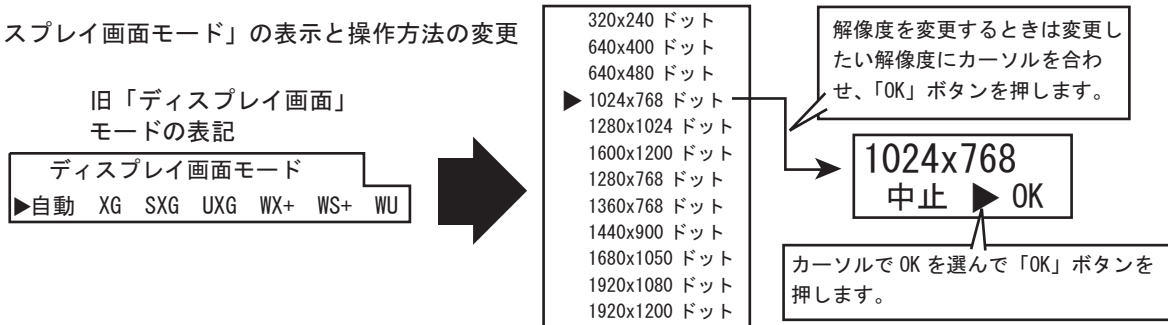 スプレイ画面モード」の表示と操作方法の変更
旧「ディスプレイ画面」
モードの表記
ディスプレイ画面モード
▶自動 XG SXG UXG WX+ WS+ WU
320x240 ドット
640x400 ドット
640x480 ドット
▶ 1024x768 ドット
1280x1024 ドット
1600x1200 ドット
1280x768 ドット
1360x768 ドット
1440x900 ドット
1680x1050 ドット
1920x1080 ドット
1920x1200 ドット
解像度を変更するときは変更し
たい解像度にカーソルを合わ
せ、「OK」ボタンを押します。
1024x768
中止 ▶ OK
カーソルで OK を選んで「OK」ボタンを
押します。